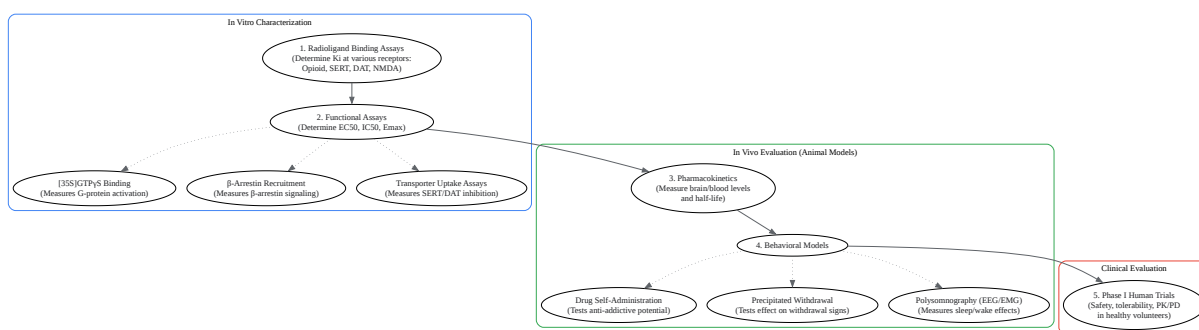 In Vitro Characterization
1. Radioligand Binding Assays
(Determine Ki at various receptors:
Opioid, SERT, DAT, NMDA)
2. Functional Assays
(Determine EC50, IC50, Emax)
[35S]GTPγS Binding
(Measures G-protein activation)
β-Arrestin Recruitment
(Measures β-arrestin signaling)
Transporter Uptake Assays
(Measures SERT/DAT inhibition)
In Vivo Evaluation (Animal Models)
3. Pharmacokinetics
(Measure brain/blood levels
and half-life)
4. Behavioral Models
Drug Self-Administration
(Tests anti-addictive potential)
Precipitated Withdrawal
(Tests effect on withdrawal signs)
Polysomnography (EEG/EMG)
(Measures sleep/wake effects)
Clinical Evaluation
5. Phase I Human Trials
(Safety, tolerability, PK/PD
in healthy volunteers)